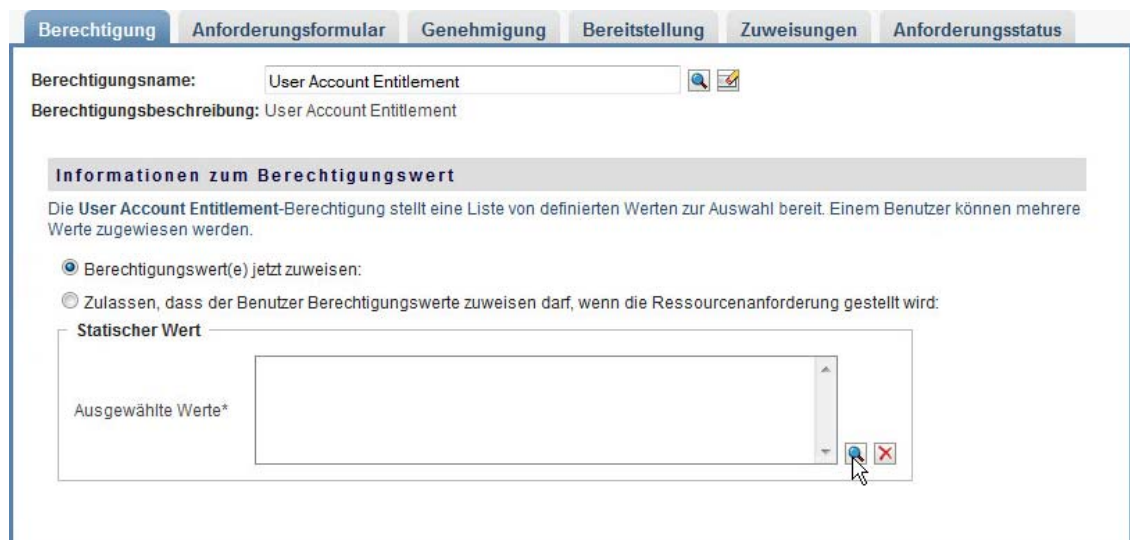 Berechtigung Anforderungsformular Genehmigung Bereitstellung Zuweisungen Anforderungsstatus
Berechtigungsname: User Account Entitlement
Berechtigungsbeschreibung: User Account Entitlement
Informationen zum Berechtigungswert
Die User Account Entitlement-Berechtigung stellt eine Liste von definierten Werten zur Auswahl bereit. Einem Benutzer können mehrere
Werte zugewiesen werden.
Berechtigungswert(e) jetzt zuweisen:
Zulassen, dass der Benutzer Berechtigungswerte zuweisen darf, wenn die Ressourcenanforderung gestellt wird:
Statischer Wert
Ausgewählte Werte*